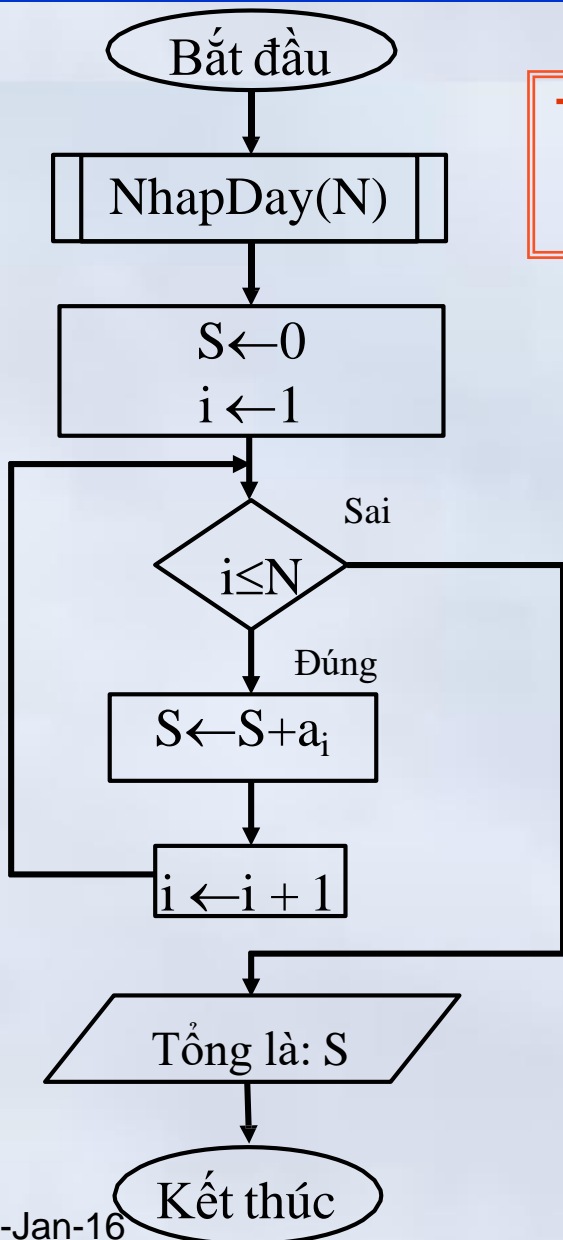 Bắt đầu
NhapDay(N)
S←0
i ←1
Sai
i≤N
Đúng
S←S+aᵢ
i ←i + 1
Tổng là: S
Kết thúc
-Jan-16